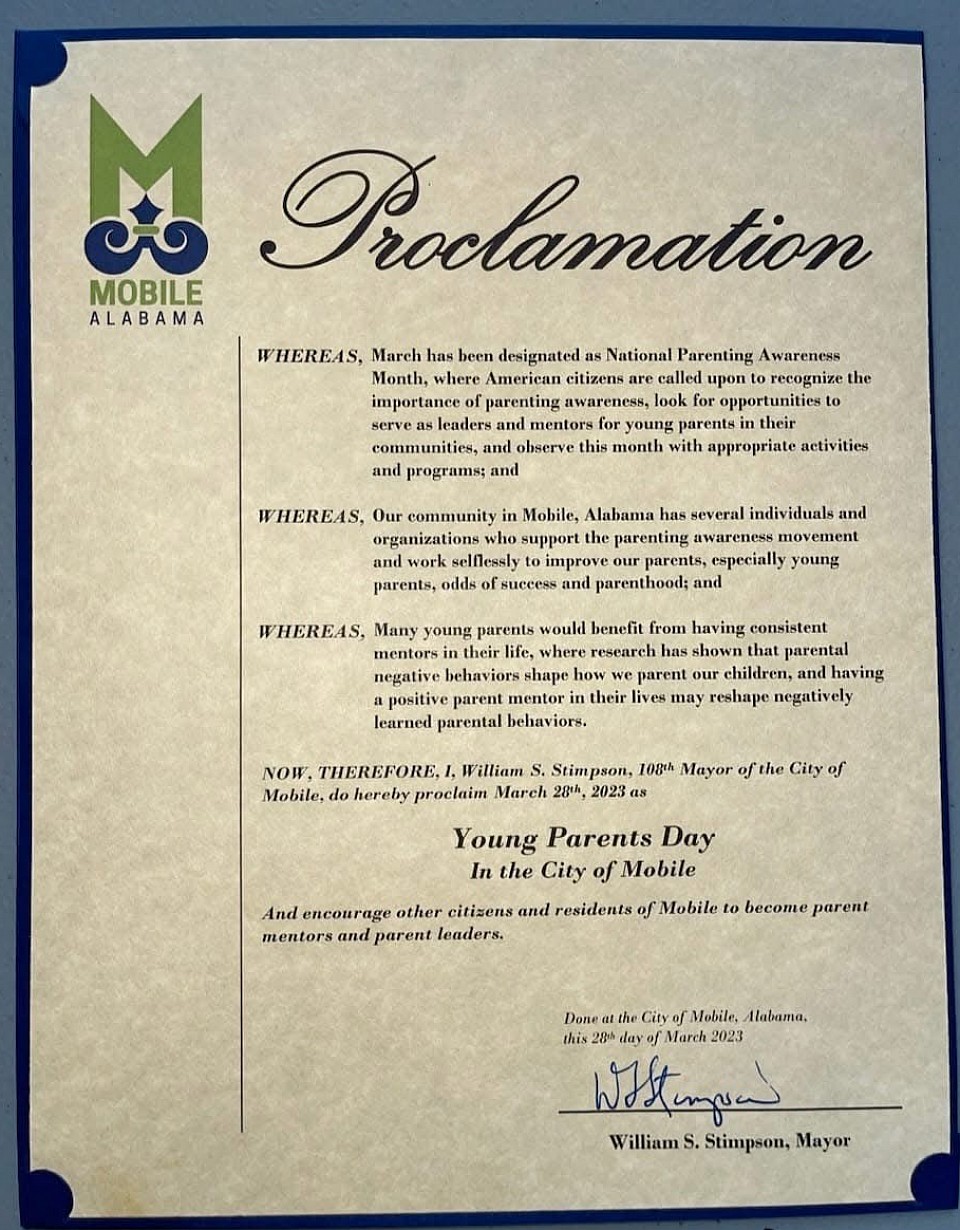 M
MOBILE
ALABAMA
Proclamation
WHEREAS, March has been designated as National Parenting Awareness
Month, where American citizens are called upon to recognize the
importance of parenting awareness, look for opportunities to
serve as leaders and mentors for young parents in their
communities, and observe this month with appropriate activities
and programs; and
WHEREAS, Our community in Mobile, Alabama has several individuals and
organizations who support the parenting awareness movement
and work selflessly to improve our parents, especially young
parents, odds of success and parenthood; and
WHEREAS, Many young parents would benefit from having consistent
mentors in their life, where research has shown that parental
negative behaviors shape how we parent our children, and having
a positive parent mentor in their lives may reshape negatively
learned parental behaviors.
NOW, THEREFORE, I, William S. Stimpson, 108th Mayor of the City of
Mobile, do hereby proclaim March 28th, 2023 as
Young Parents Day
In the City of Mobile
And encourage other citizens and residents of Mobile to become parent
mentors and parent leaders.
Done at the City of Mobile, Alabama,
this 28th day of March 2023
WSStimpson
William S. Stimpson, Mayor